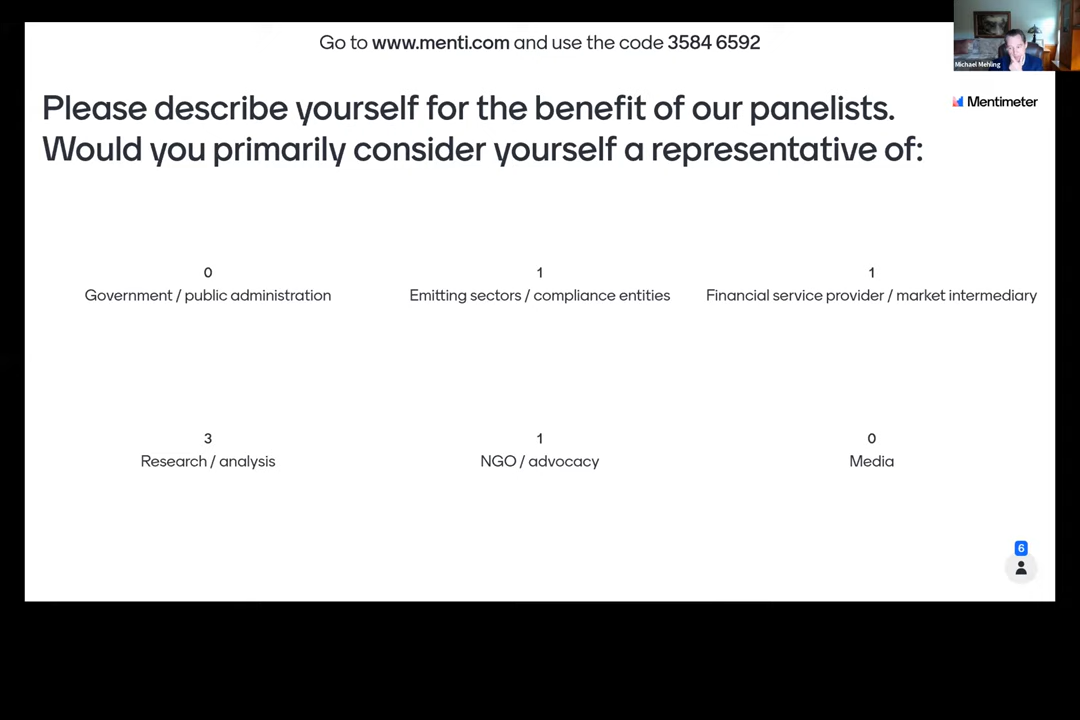 Go to www.menti.com and use the code 3584 6592
Michael Mehling
Mentimeter
Please describe yourself for the benefit of our panelists.
Would you primarily consider yourself a representative of:
0
Government / public administration
1
Emitting sectors / compliance entities
1
Financial service provider / market intermediary
3
Research / analysis
1
NGO / advocacy
0
Media
6